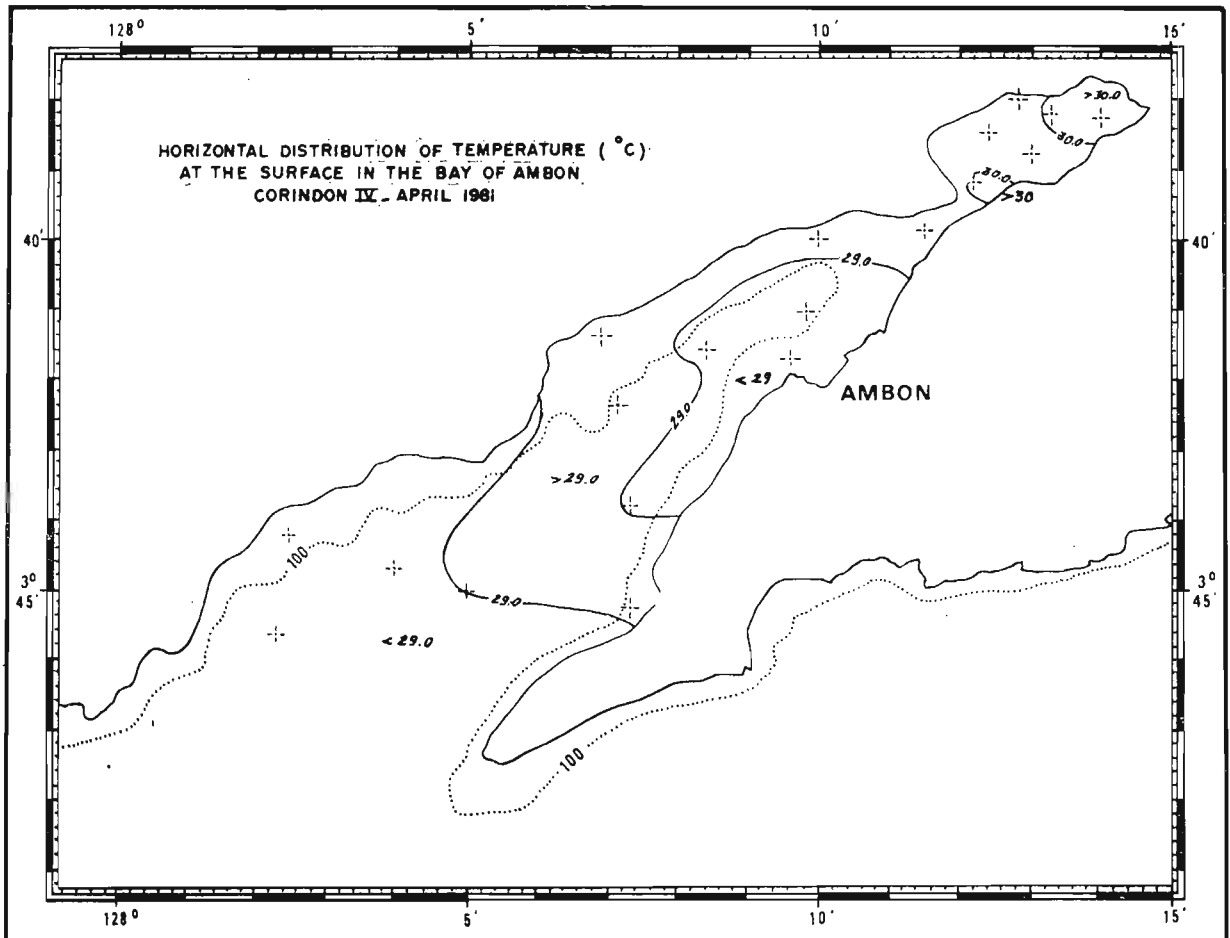 128° 5' 10' 15'
HORIZONTAL DISTRIBUTION OF TEMPERATURE (°C)
AT THE SURFACE IN THE BAY OF AMBON
CORINDON IV - APRIL 1981
>30.0
30.0
30.0
>30
40' 40'
29.0
<29
AMBON
29.0
>29.0
100
3° 3°
45' 45'
29.0
<29.0
100
128° 5' 10' 15'